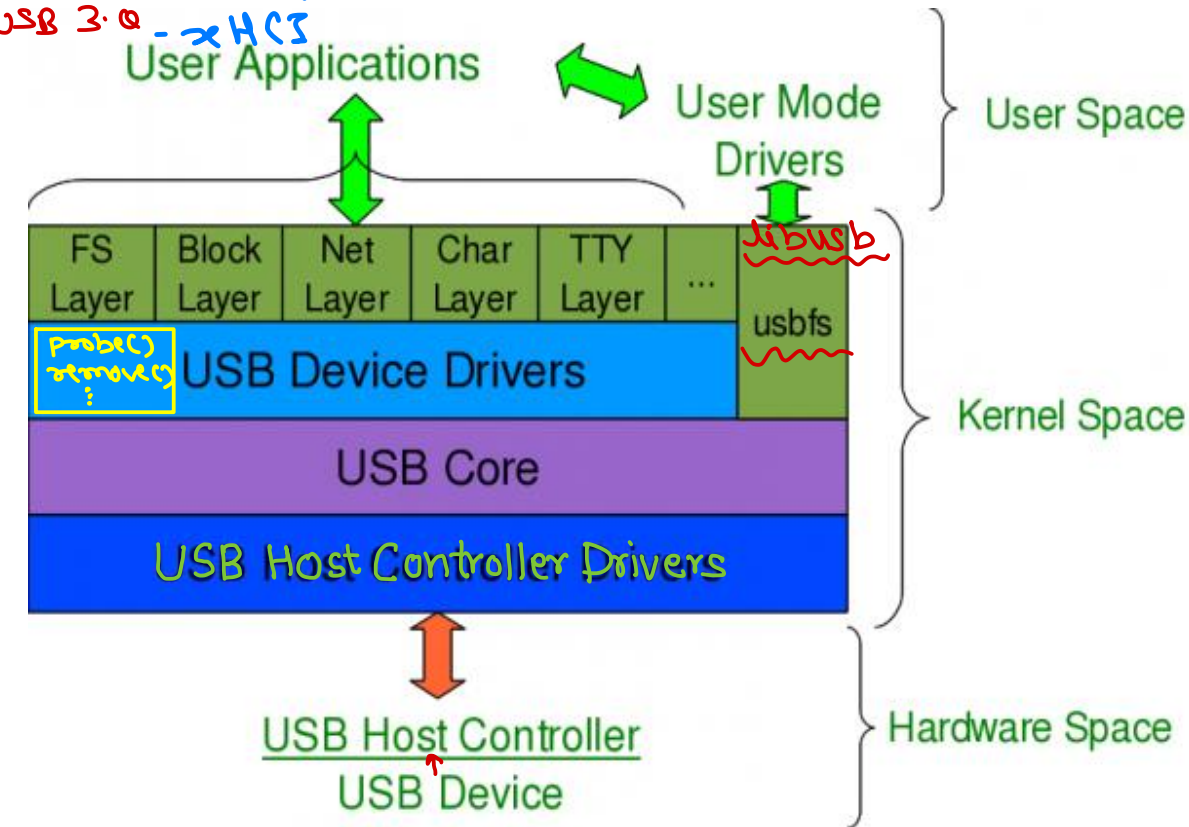 USB 3.0 - xHCI
User Applications
User Mode
Drivers
User Space
FS
Layer
Block
Layer
Net
Layer
Char
Layer
TTY
Layer
...
libusb
usbfs
probe()
remove()
⋮
USB Device Drivers
Kernel Space
USB Core
USB Host Controller Drivers
USB Host Controller
USB Device
Hardware Space